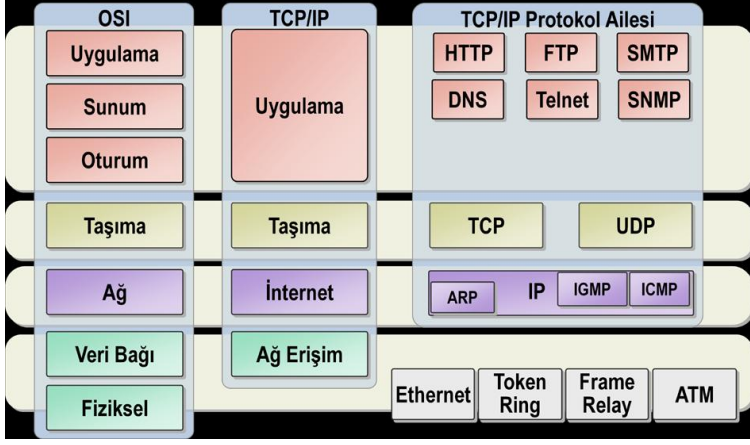 OSI
TCP/IP
TCP/IP Protokol Ailesi
Uygulama
Sunum
Oturum
Uygulama
HTTP
FTP
SMTP
DNS
Telnet
SNMP
Taşıma
Taşıma
TCP
UDP
Ağ
İnternet
ARP
IP
IGMP
ICMP
Veri Bağı
Fiziksel
Ağ Erişim
Ethernet
Token
Ring
Frame
Relay
ATM